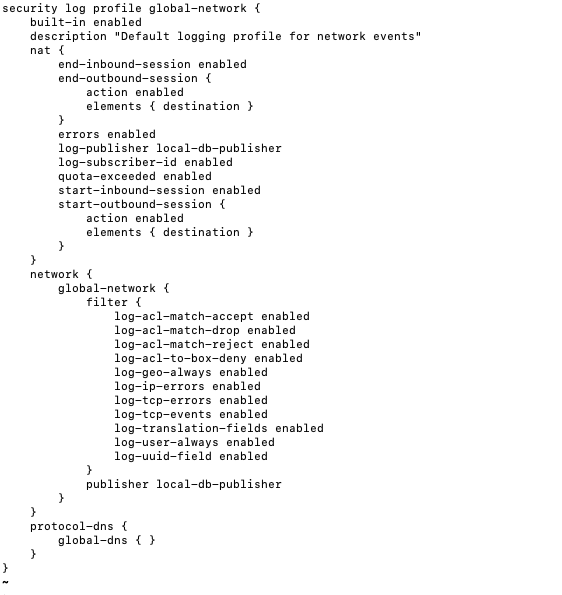 security log profile global-network {
    built-in enabled
    description "Default logging profile for network events"
    nat {
        end-inbound-session enabled
        end-outbound-session {
            action enabled
            elements { destination }
        }
        errors enabled
        log-publisher local-db-publisher
        log-subscriber-id enabled
        quota-exceeded enabled
        start-inbound-session enabled
        start-outbound-session {
            action enabled
            elements { destination }
        }
    }
    network {
        global-network {
            filter {
                log-acl-match-accept enabled
                log-acl-match-drop enabled
                log-acl-match-reject enabled
                log-acl-to-box-deny enabled
                log-geo-always enabled
                log-ip-errors enabled
                log-tcp-errors enabled
                log-tcp-events enabled
                log-translation-fields enabled
                log-user-always enabled
                log-uuid-field enabled
            }
            publisher local-db-publisher
        }
    }
    protocol-dns {
        global-dns { }
    }
}
~